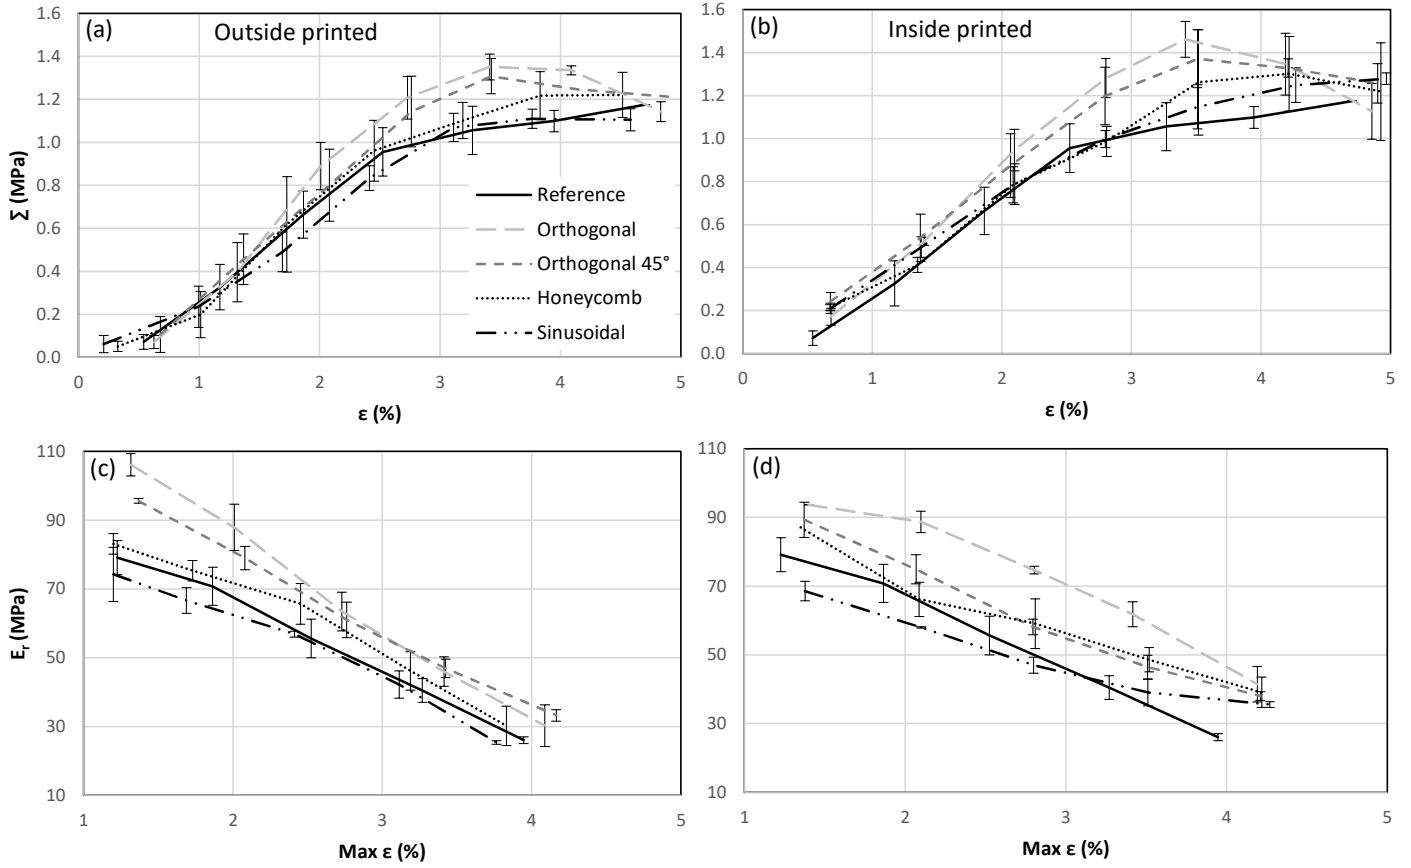 (a) Outside printed
1.6
1.4
1.2
1.0
0.8
0.6
0.4
0.2
0.0
Σ (MPa)
0 1 2 3 4 5
ε (%)
Reference
Orthogonal
Orthogonal 45°
Honeycomb
Sinusoidal
(b) Inside printed
1.6
1.4
1.2
1.0
0.8
0.6
0.4
0.2
0.0
0 1 2 3 4 5
ε (%)
(c)
110
90
70
50
30
10
Er (MPa)
1 2 3 4 5
Max ε (%)
(d)
110
90
70
50
30
10
1 2 3 4 5
Max ε (%)